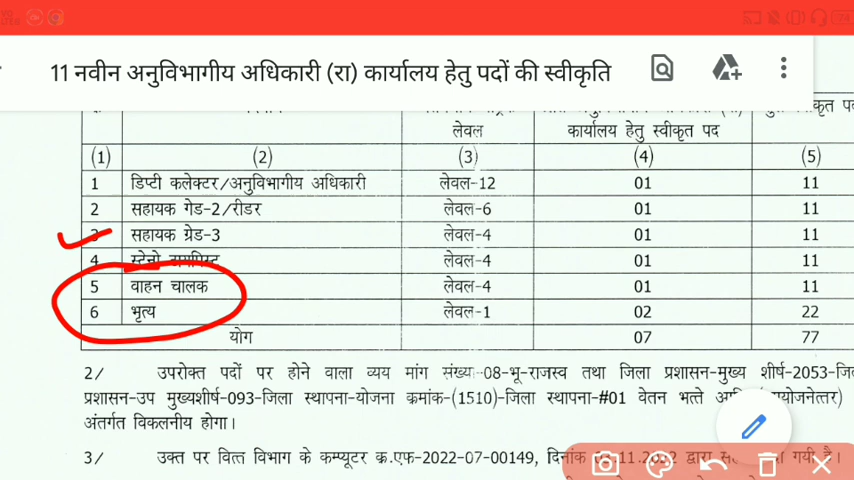 11 नवीन अनुविभागीय अधिकारी (रा) कार्यालय हेतु पदों की स्वीकृति
लेवल कार्यालय हेतु स्वीकृत पद
(1) (2) (3) (4) (5)
1 डिप्टी कलेक्टर/अनुविभागीय अधिकारी लेवल-12 01 11
2 सहायक गेड-2/रीडर लेवल-6 01 11
3 सहायक ग्रेड-3 लेवल-4 01 11
4 स्टेनो टायपिस्ट लेवल-4 01 11
5 वाहन चालक लेवल-4 01 11
6 भृत्य लेवल-1 02 22
योग 07 77
2/ उपरोक्त पदों पर होने वाला व्यय मांग संख्या-08-भू-राजस्व तथा जिला प्रशासन-मुख्य शीर्ष-2053-
प्रशासन-उप मुख्यशीर्ष-093-जिला स्थापना-योजना क्रमांक-(1510)-जिला स्थापना-#01 वेतन भत्ते
अंतर्गत विकलनीय होगा।
3/ उक्त पर वित्त विभाग के कम्प्यूटर क्र.एफ-2022-07-00149, दिनांक द्वारा गयी है।